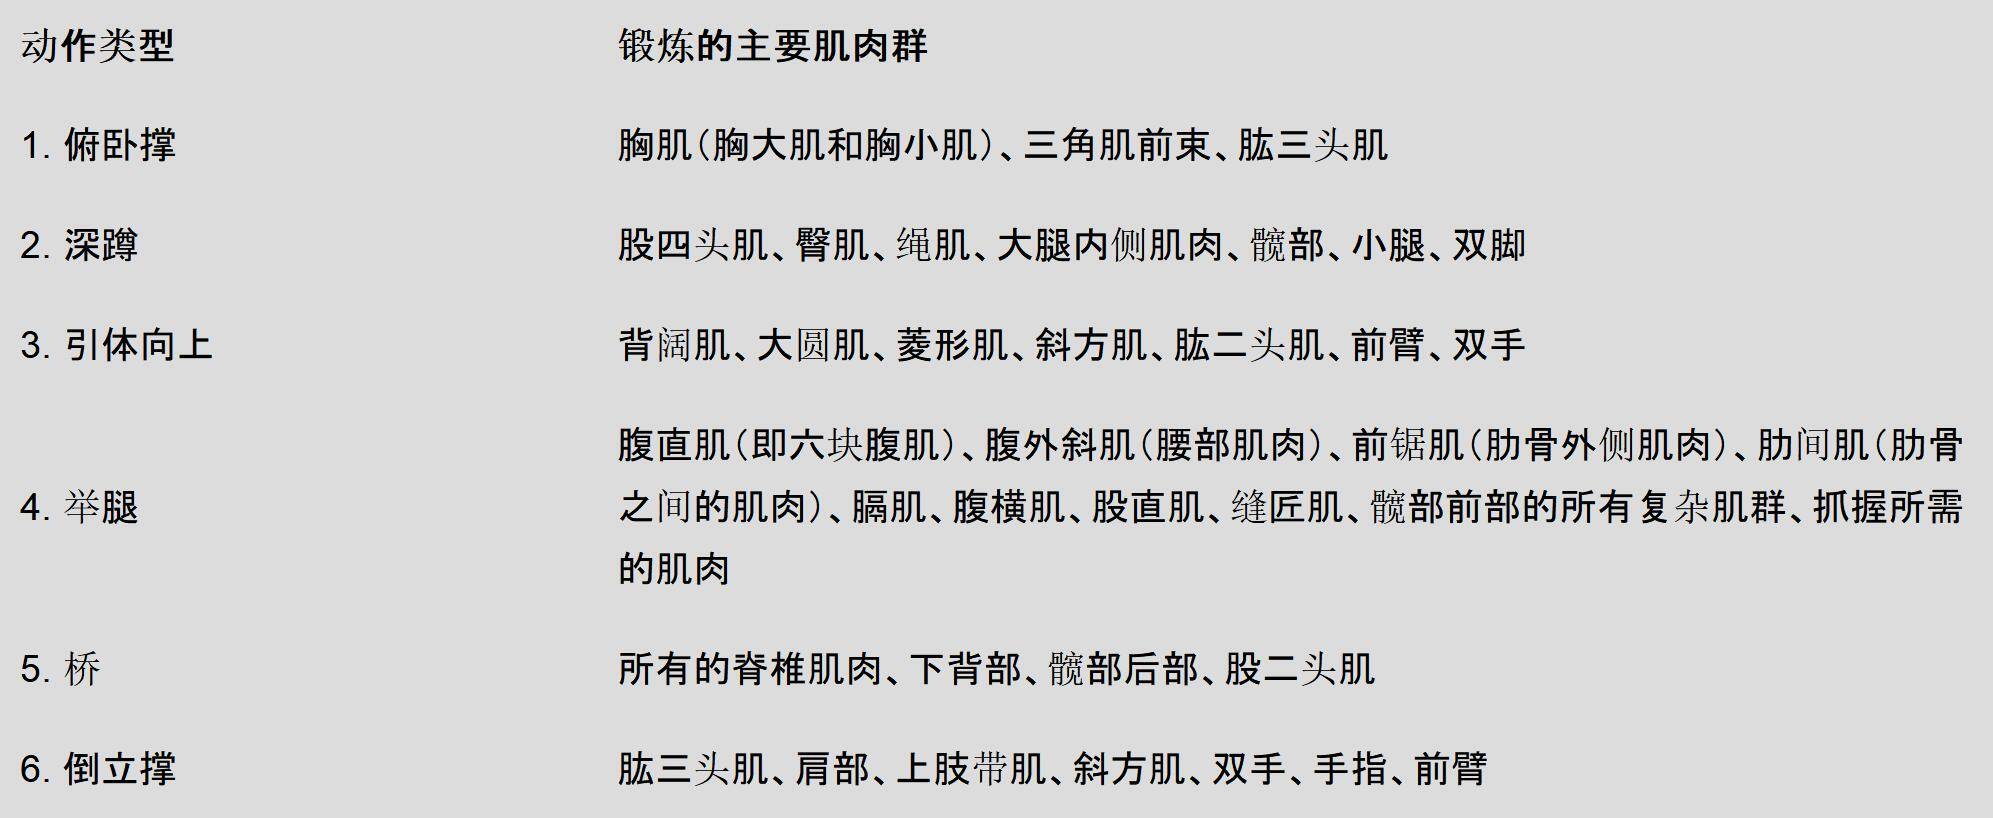 动作类型 锻炼的主要肌肉群
1. 俯卧撑 胸肌(胸大肌和胸小肌)、三角肌前束、肱三头肌
2. 深蹲 股四头肌、臀肌、绳肌、大腿内侧肌肉、髋部、小腿、双脚
3. 引体向上 背阔肌、大圆肌、菱形肌、斜方肌、肱二头肌、前臂、双手
腹直肌(即六块腹肌)、腹外斜肌(腰部肌肉)、前锯肌(肋骨外侧肌肉)、肋间肌(肋骨
4. 举腿 之间的肌肉)、膈肌、腹横肌、股直肌、缝匠肌、髋部前部的所有复杂肌群、抓握所需
的肌肉
5. 桥 所有的脊椎肌肉、下背部、髋部后部、股二头肌
6. 倒立撑 肱三头肌、肩部、上肢带肌、斜方肌、双手、手指、前臂